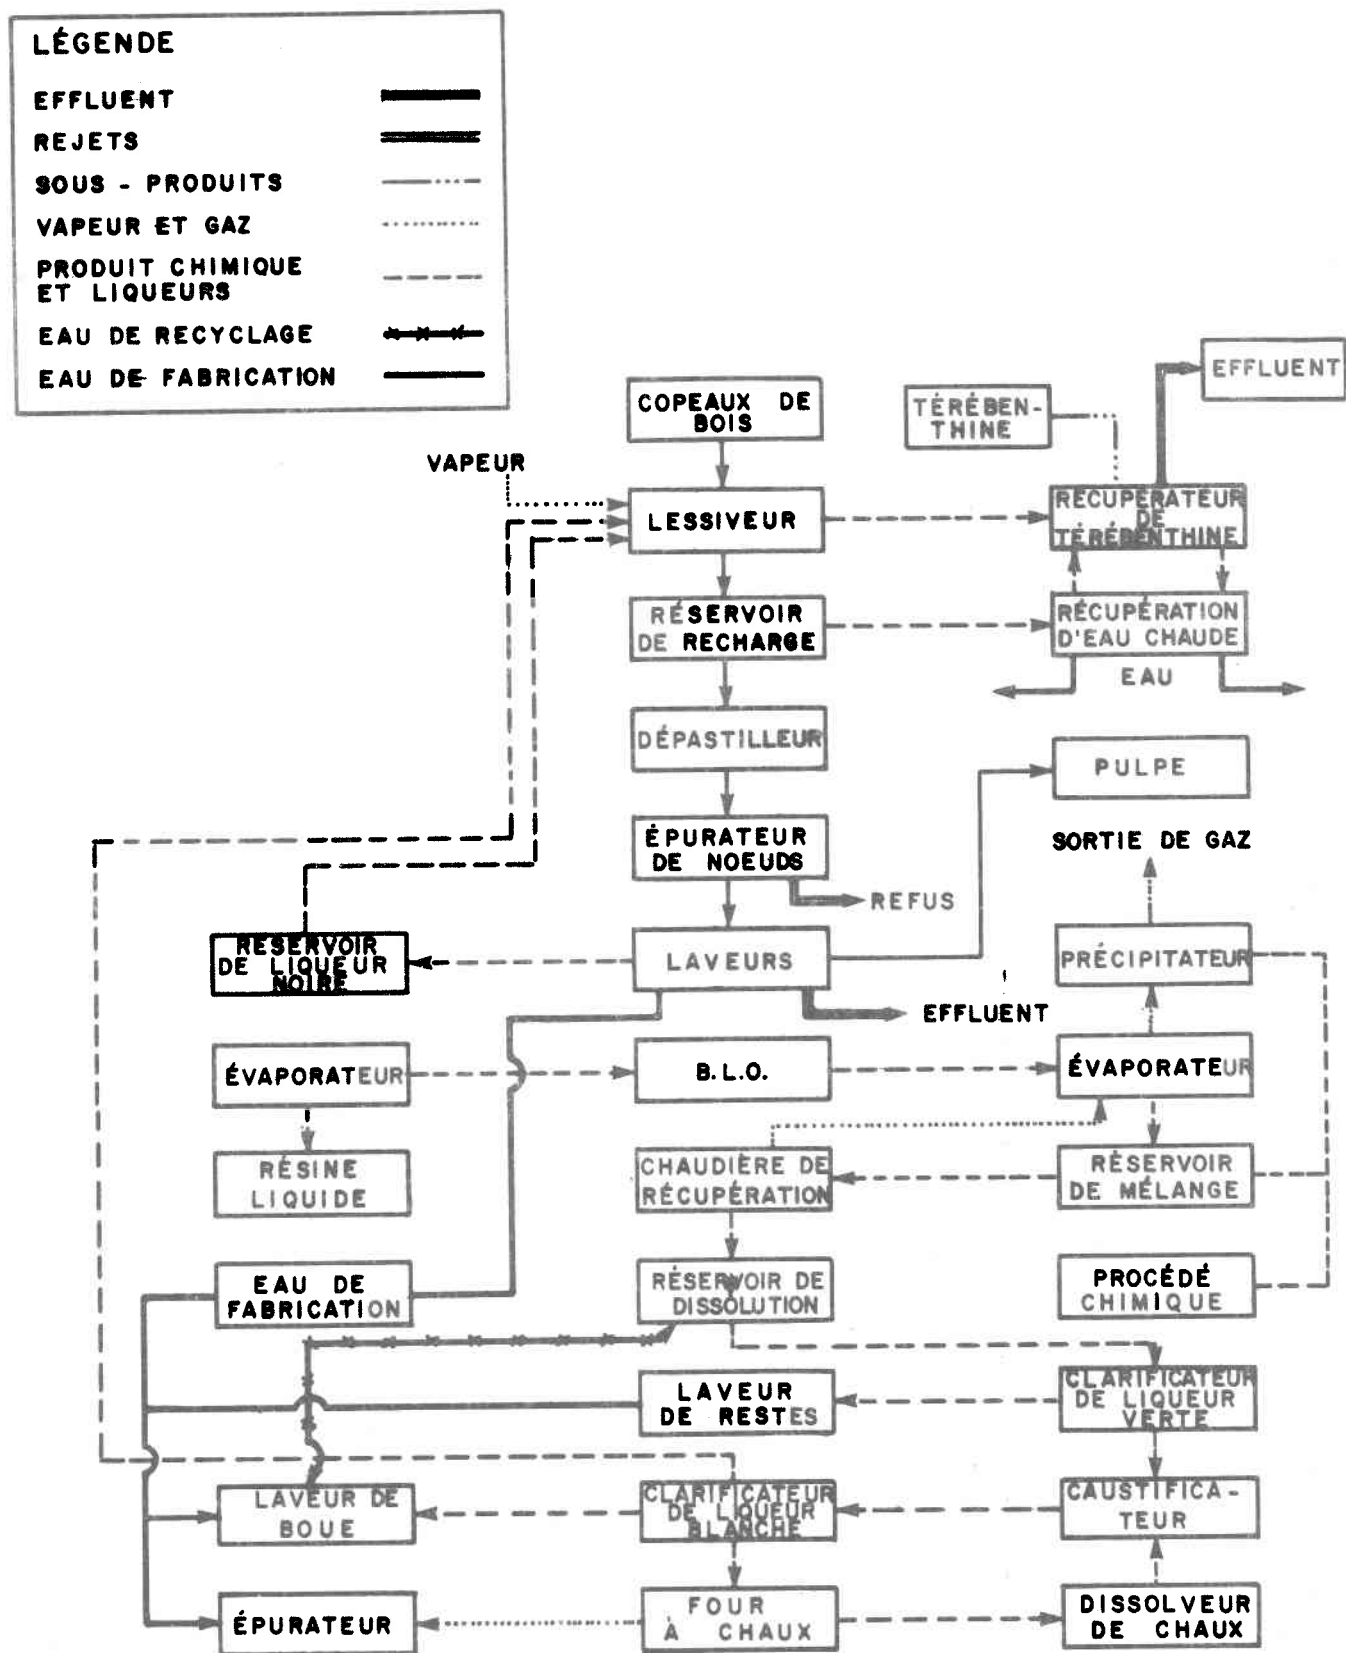 LÉGENDE
EFFLUENT
REJETS
SOUS - PRODUITS
VAPEUR ET GAZ
PRODUIT CHIMIQUE
ET LIQUEURS
EAU DE RECYCLAGE
EAU DE FABRICATION
EFFLUENT
COPEAUX DE
BOIS
TÉRÉBEN-
THINE
VAPEUR
LESSIVEUR
RÉCUPÉRATEUR
DE
TÉRÉBENTHINE
RÉSERVOIR
DE RECHARGE
RÉCUPÉRATION
D'EAU CHAUDE
EAU
DÉPASTILLEUR
PULPE
ÉPURATEUR
DE NOEUDS
SORTIE DE GAZ
REFUS
RESERVOIR
DE LIQUEUR
NOIRE
LAVEURS
PRÉCIPITATEUR
EFFLUENT
ÉVAPORATEUR
B.L.O.
ÉVAPORATEUR
RÉSINE
LIQUIDE
CHAUDIÈRE DE
RÉCUPÉRATION
RÉSERVOIR
DE MÉLANGE
EAU DE
FABRICATION
RÉSERVOIR DE
DISSOLUTION
PROCÉDÉ
CHIMIQUE
LAVEUR
DE RESTES
CLARIFICATEUR
DE LIQUEUR
VERTE
LAVEUR DE
BOUE
CLARIFICATEUR
DE LIQUEUR
BLANCHE
CAUSTIFICA-
TEUR
ÉPURATEUR
FOUR
À CHAUX
DISSOLVEUR
DE CHAUX